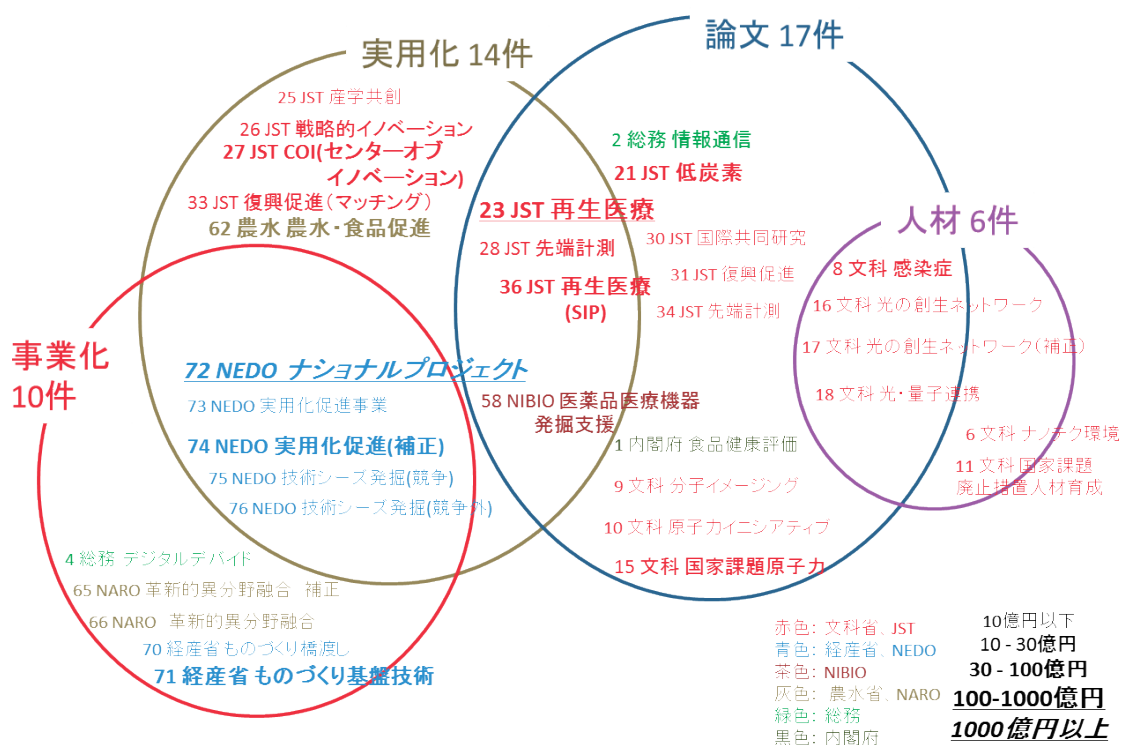 論文 17件
実用化 14件
25 JST 産学共創
26 JST 戦略的イノベーション
27 JST COI(センターオブ
イノベーション)
33 JST 復興促進(マッチング)
62 農水 農水・食品促進
2 総務 情報通信
21 JST 低炭素
23 JST 再生医療
28 JST 先端計測
36 JST 再生医療
(SIP)
30 JST 国際共同研究
31 JST 復興促進
34 JST 先端計測
人材 6件
8 文科 感染症
16 文科 光の創生ネットワーク
17 文科 光の創生ネットワーク(補正)
18 文科 光・量子連携
6 文科 ナノテク環境
11 文科 国家課題
廃止措置人材育成
事業化
10件
72 NEDO ナショナルプロジェクト
73 NEDO 実用化促進事業
74 NEDO 実用化促進(補正)
75 NEDO 技術シーズ発掘(競争)
76 NEDO 技術シーズ発掘(競争外)
58 NIBIO 医薬品医療機器
発掘支援
1 内閣府 食品健康評価
9 文科 分子イメージング
10 文科 原子力イニシアティブ
15 文科 国家課題原子力
4 総務 デジタルデバイド
65 NARO 革新的異分野融合 補正
66 NARO 革新的異分野融合
70 経産省 ものづくり橋渡し
71 経産省 ものづくり基盤技術
赤色: 文科省、JST
青色: 経産省、NEDO
茶色: NIBIO
灰色: 農水省、NARO
緑色: 総務
黒色: 内閣府
10億円以下
10 - 30億円
30 - 100億円
100-1000億円
1000億円以上